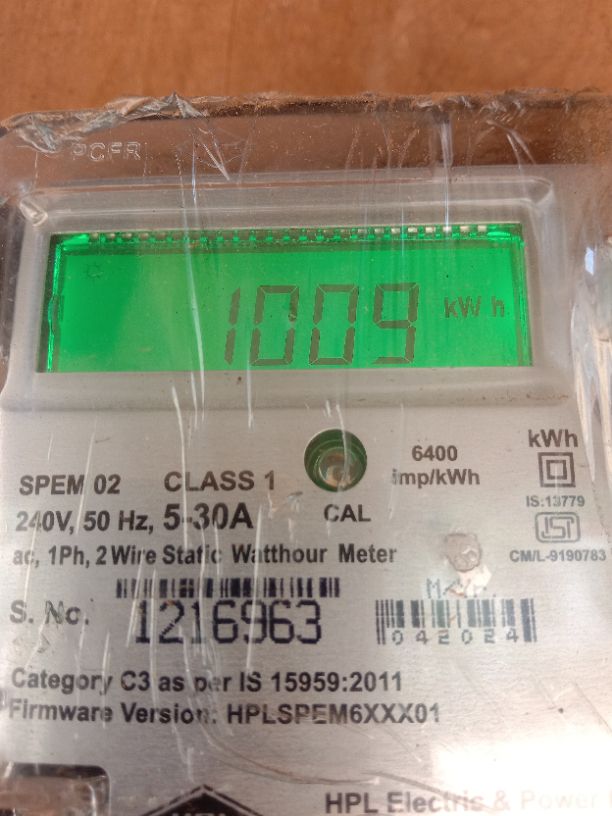 1009 kWh
6400
imp/kWh
kWh
SPEM 02 CLASS 1
IS:13779
240V, 50 Hz, 5-30A
CAL
ac, 1Ph, 2 Wire Static Watthour Meter
CM/L-9190783
S. No.
1216963
042024
Category C3 as per IS 15959:2011
Firmware Version: HPLSPEM6XXX01
HPL Electric & Power